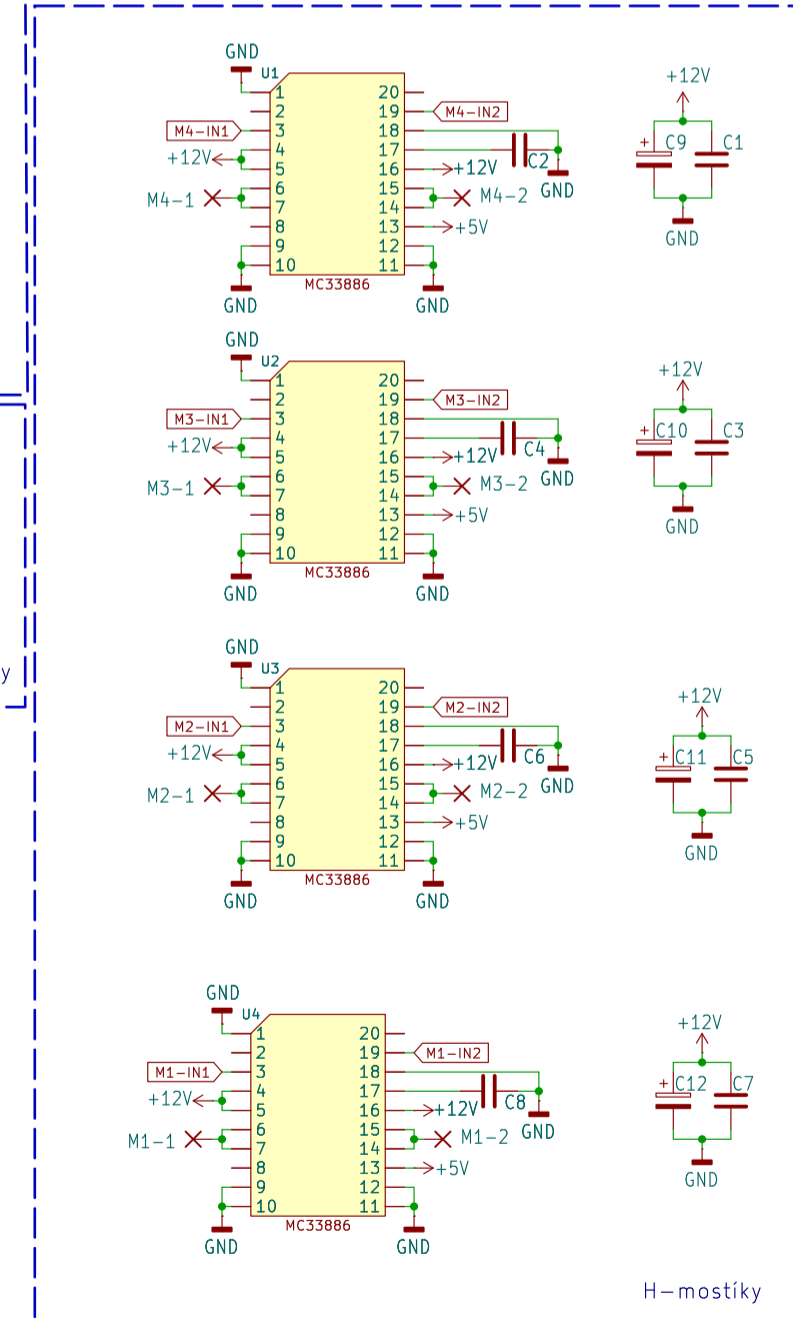 GND
U1
1 20
2 19 M4-IN2
M4-IN1 3 18
+12V 4 17 C2
5 16 +12V GND
M4-1 6 15 M4-2
7 14
8 13 +5V
9 12
10 11
MC33886
GND GND
+12V
+ C9 C1
GND
GND
U2
1 20
2 19 M3-IN2
M3-IN1 3 18
+12V 4 17 C4
5 16 +12V GND
M3-1 6 15 M3-2
7 14
8 13 +5V
9 12
10 11
MC33886
GND GND
+12V
+ C10 C3
GND
y
GND
U3
1 20
2 19 M2-IN2
M2-IN1 3 18
+12V 4 17 C6
5 16 +12V GND
M2-1 6 15 M2-2
7 14
8 13 +5V
9 12
10 11
MC33886
GND GND
+12V
+ C11 C5
GND
GND
U4
1 20
2 19 M1-IN2
M1-IN1 3 18
+12V 4 17 C8
5 16 +12V GND
M1-1 6 15 M1-2
7 14
8 13 +5V
9 12
10 11
MC33886
GND GND
+12V
+ C12 C7
GND
H-mostíky